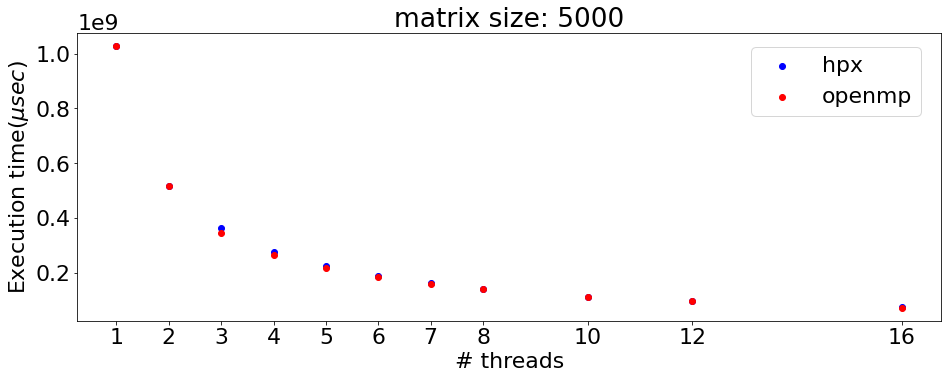 matrix size: 5000
1e9
1.0
0.8
0.6
0.4
0.2
Execution time(μsec)
hpx
openmp
1 2 3 4 5 6 7 8 10 12 16
# threads